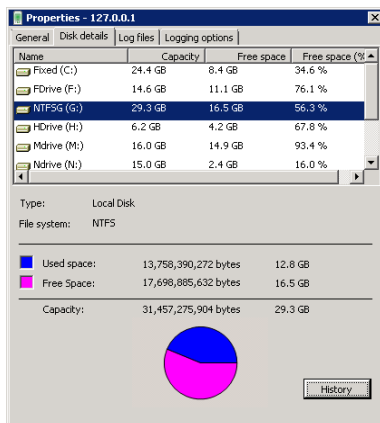 Properties - 127.0.0.1
General Disk details Log files Logging options
Name Capacity Free space Free space (%
Fixed (C:) 24.4 GB 8.4 GB 34.6 %
FDrive (F:) 14.6 GB 11.1 GB 76.1 %
NTFSG (G:) 29.3 GB 16.5 GB 56.3 %
HDrive (H:) 6.2 GB 4.2 GB 67.8 %
Mdrive (M:) 16.0 GB 14.9 GB 93.4 %
Ndrive (N:) 15.0 GB 2.4 GB 16.0 %
Type: Local Disk
File system: NTFS
Used space: 13,758,390,272 bytes 12.8 GB
Free Space: 17,698,885,632 bytes 16.5 GB
Capacity: 31,457,275,904 bytes 29.3 GB
History